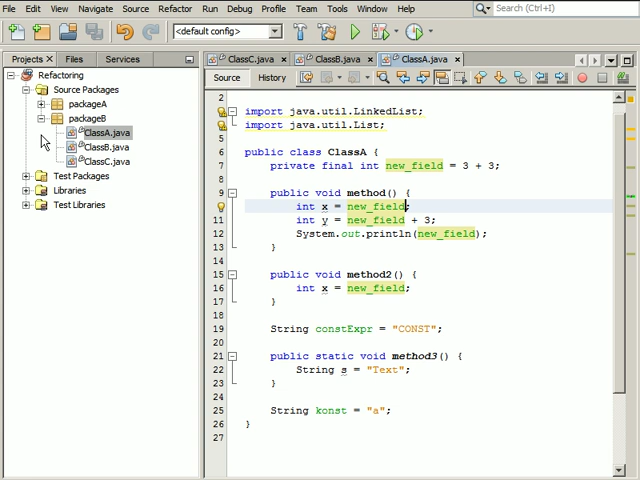 File Edit View Navigate Source Refactor Run Debug Profile Team Tools Window Help Search (Ctrl+I)
<default config>
Projects Files Services
ClassC.java ClassB.java ClassA.java
Source History
Refactoring
Source Packages
packageA
packageB
ClassA.java
ClassB.java
ClassC.java
Test Packages
Libraries
Test Libraries
2
import java.util.LinkedList;
import java.util.List;
5
6 public class ClassA {
7 private final int new_field = 3 + 3;
8
9 public void method() {
int x = new_field;
11 int y = new_field + 3;
12 System.out.println(new_field);
13 }
14
15 public void method2() {
16 int x = new_field;
17 }
18
19 String constExpr = "CONST";
20
21 public static void method3() {
22 String s = "Text";
23 }
24
25 String konst = "a";
26 }
27